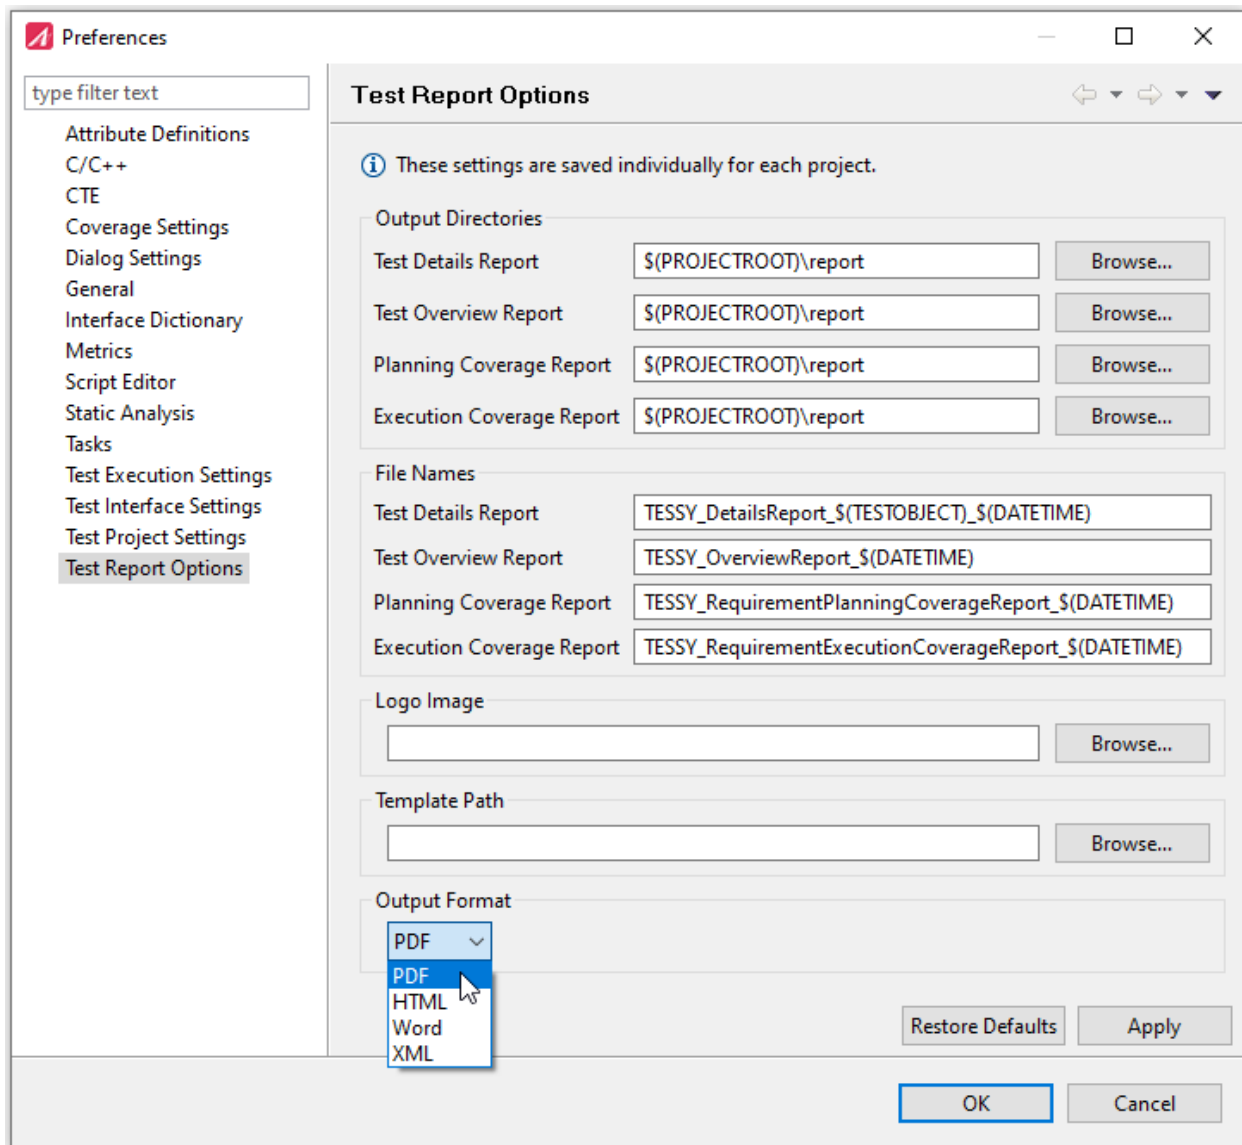 Preferences
type filter text
Attribute Definitions
C/C++
CTE
Coverage Settings
Dialog Settings
General
Interface Dictionary
Metrics
Script Editor
Static Analysis
Tasks
Test Execution Settings
Test Interface Settings
Test Project Settings
Test Report Options
Test Report Options
These settings are saved individually for each project.
Output Directories
Test Details Report $(PROJECTROOT)\report Browse...
Test Overview Report $(PROJECTROOT)\report Browse...
Planning Coverage Report $(PROJECTROOT)\report Browse...
Execution Coverage Report $(PROJECTROOT)\report Browse...
File Names
Test Details Report TESSY_DetailsReport_$(TESTOBJECT)_$(DATETIME)
Test Overview Report TESSY_OverviewReport_$(DATETIME)
Planning Coverage Report TESSY_RequirementPlanningCoverageReport_$(DATETIME)
Execution Coverage Report TESSY_RequirementExecutionCoverageReport_$(DATETIME)
Logo Image
Browse...
Template Path
Browse...
Output Format
PDF
PDF
HTML
Word
XML
Restore Defaults Apply
OK Cancel